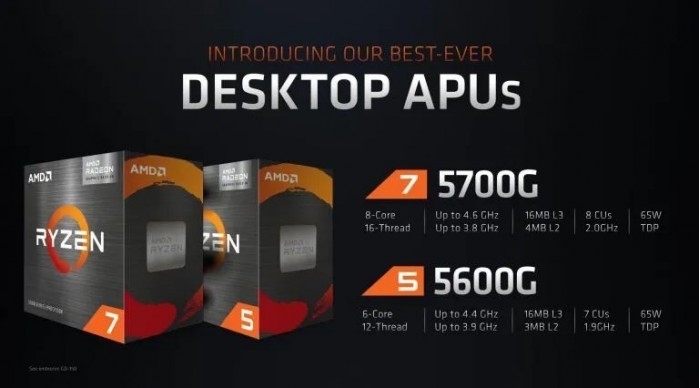 INTRODUCING OUR BEST-EVER
DESKTOP APUs
AMD
AMD
RADEON
RYZEN
7
AMD
AMD
RADEON
5
7 5700G
8-Core
16-Thread
Up to 4.6 GHz
Up to 3.8 GHz
16MB L3
4MB L2
8 CUs
2.0GHz
65W
TDP
5 5600G
6-Core
12-Thread
Up to 4.4 GHz
Up to 3.9 GHz
16MB L3
3MB L2
7 CUs
1.9GHz
65W
TDP